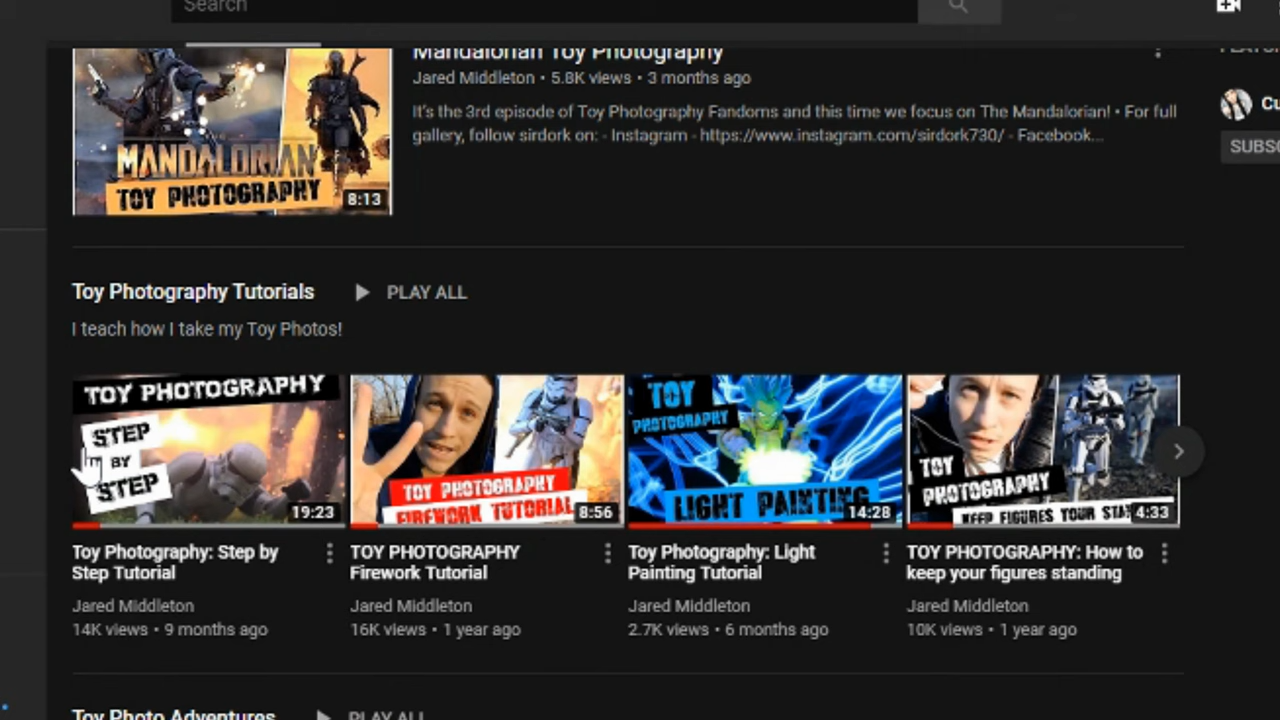 Search
Mandalorian Toy Photography
Jared Middleton • 5.8K views • 3 months ago
It's the 3rd episode of Toy Photography Fandoms and this time we focus on The Mandalorian! • For full
gallery, follow sirdork on: - Instagram - https://www.instagram.com/sirdork730/ - Facebook...
MANDALORIAN
TOY PHOTOGRAPHY
8:13
SUBSC
Toy Photography Tutorials
PLAY ALL
I teach how I take my Toy Photos!
TOY PHOTOGRAPHY
STEP
BY
STEP
19:23
TOY PHOTOGRAPHY
FIREWORK TUTORIAL
8:56
TOY
PHOTOGRAPHY
LIGHT PAINTING
14:28
TOY
PHOTOGRAPHY
KEEP FIGURES YOUR STA
4:33
Toy Photography: Step by
Step Tutorial
Jared Middleton
14K views • 9 months ago
TOY PHOTOGRAPHY
Firework Tutorial
Jared Middleton
16K views • 1 year ago
Toy Photography: Light
Painting Tutorial
Jared Middleton
2.7K views • 6 months ago
TOY PHOTOGRAPHY: How to
keep your figures standing
Jared Middleton
10K views • 1 year ago
Toy Photo Adventures
PLAY ALL